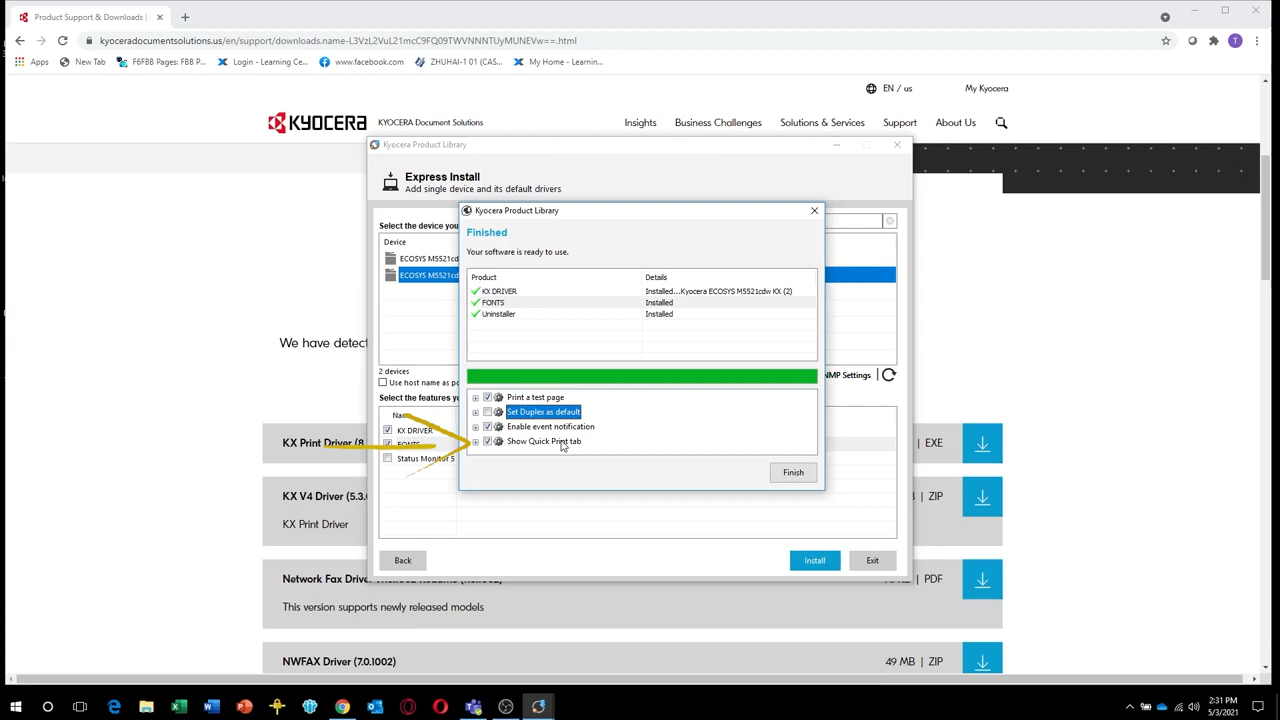 Product Support & Downloads |
kyoceradocumentsolutions.us/en/support/downloads.name-L3VzL2VuL21mcC9FQ09TWVNNNTUyMUNEVw==.html
Apps New Tab F6FBB Pages: FBB P... Login - Learning Ce... www.facebook.com ZHUHAI-1 01 (CAS... My Home - Learnin...
EN / us My Kyocera
KYOCERA KYOCERA Document Solutions Insights Business Challenges Solutions & Services Support About Us
Kyocera Product Library
Express Install
Add single device and its default drivers
Select the device you
Device
ECOSYS M5521cd
ECOSYS M5521cd
2 devices
Use host name as po
NMP Settings
Select the features you
KX DRIVER
FONTS
Status Monitor 5
Back Install Exit
Kyocera Product Library
Finished
Your software is ready to use.
Product Details
KX DRIVER Installed...Kyocera ECOSYS M5521cdw KX (2)
FONTS Installed
Uninstaller Installed
Print a test page
Set Duplex as default
Enable event notification
Show Quick Print tab
Finish
We have detect
KX Print Driver (8. | EXE
KX V4 Driver (5.3. | ZIP
KX Print Driver
Network Fax Driver | PDF
This version supports newly released models
NWFAX Driver (7.0.1002) 49 MB | ZIP
2:31 PM
5/3/2021